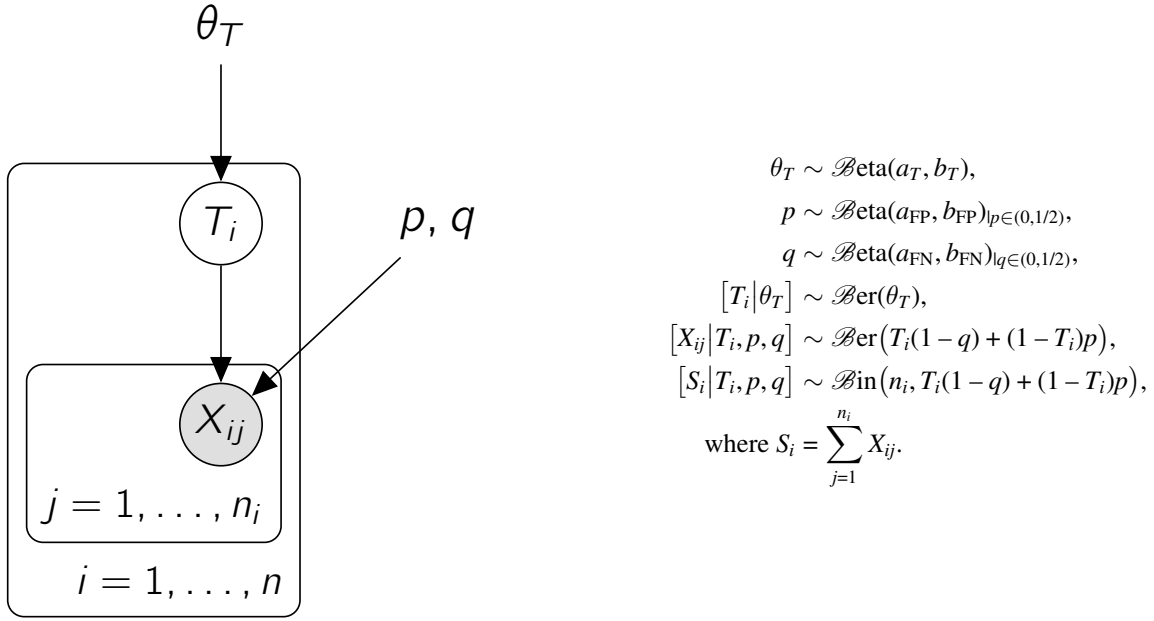 θ_T
T_i
p, q
X_ij
j = 1, . . . , n_i
i = 1, . . . , n
θ_T ∼ ℬeta(a_T, b_T),
p ∼ ℬeta(a_FP, b_FP)_|p∈(0,1/2),
q ∼ ℬeta(a_FN, b_FN)_|q∈(0,1/2),
[T_i|θ_T] ∼ ℬer(θ_T),
[X_ij|T_i, p, q] ∼ ℬer(T_i(1 – q) + (1 – T_i)p),
[S_i|T_i, p, q] ∼ ℬin(n_i, T_i(1 – q) + (1 – T_i)p),
where S_i = ∑_{j=1}^{n_i} X_ij.